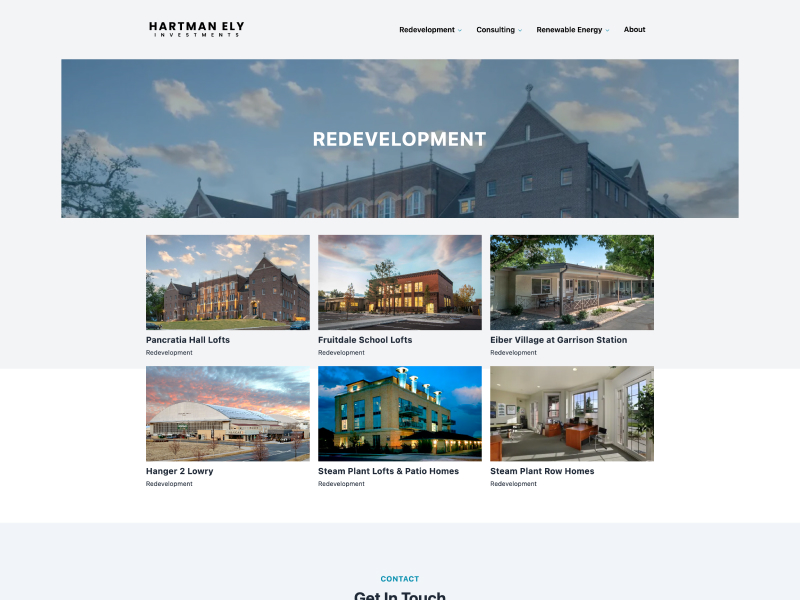 HARTMAN ELY
INVESTMENTS
Redevelopment
Consulting
Renewable Energy
About
REDEVELOPMENT
Pancratia Hall Lofts
Redevelopment
Fruitdale School Lofts
Redevelopment
Eiber Village at Garrison Station
Redevelopment
Hanger 2 Lowry
Redevelopment
Steam Plant Lofts & Patio Homes
Redevelopment
Steam Plant Row Homes
Redevelopment
CONTACT
Get In Touch